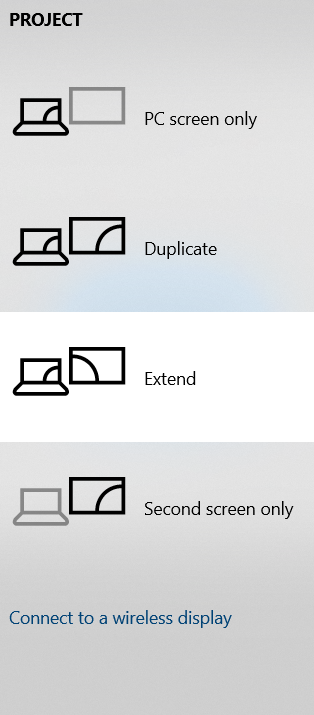 PROJECT
PC screen only
Duplicate
Extend
Second screen only
Connect to a wireless display